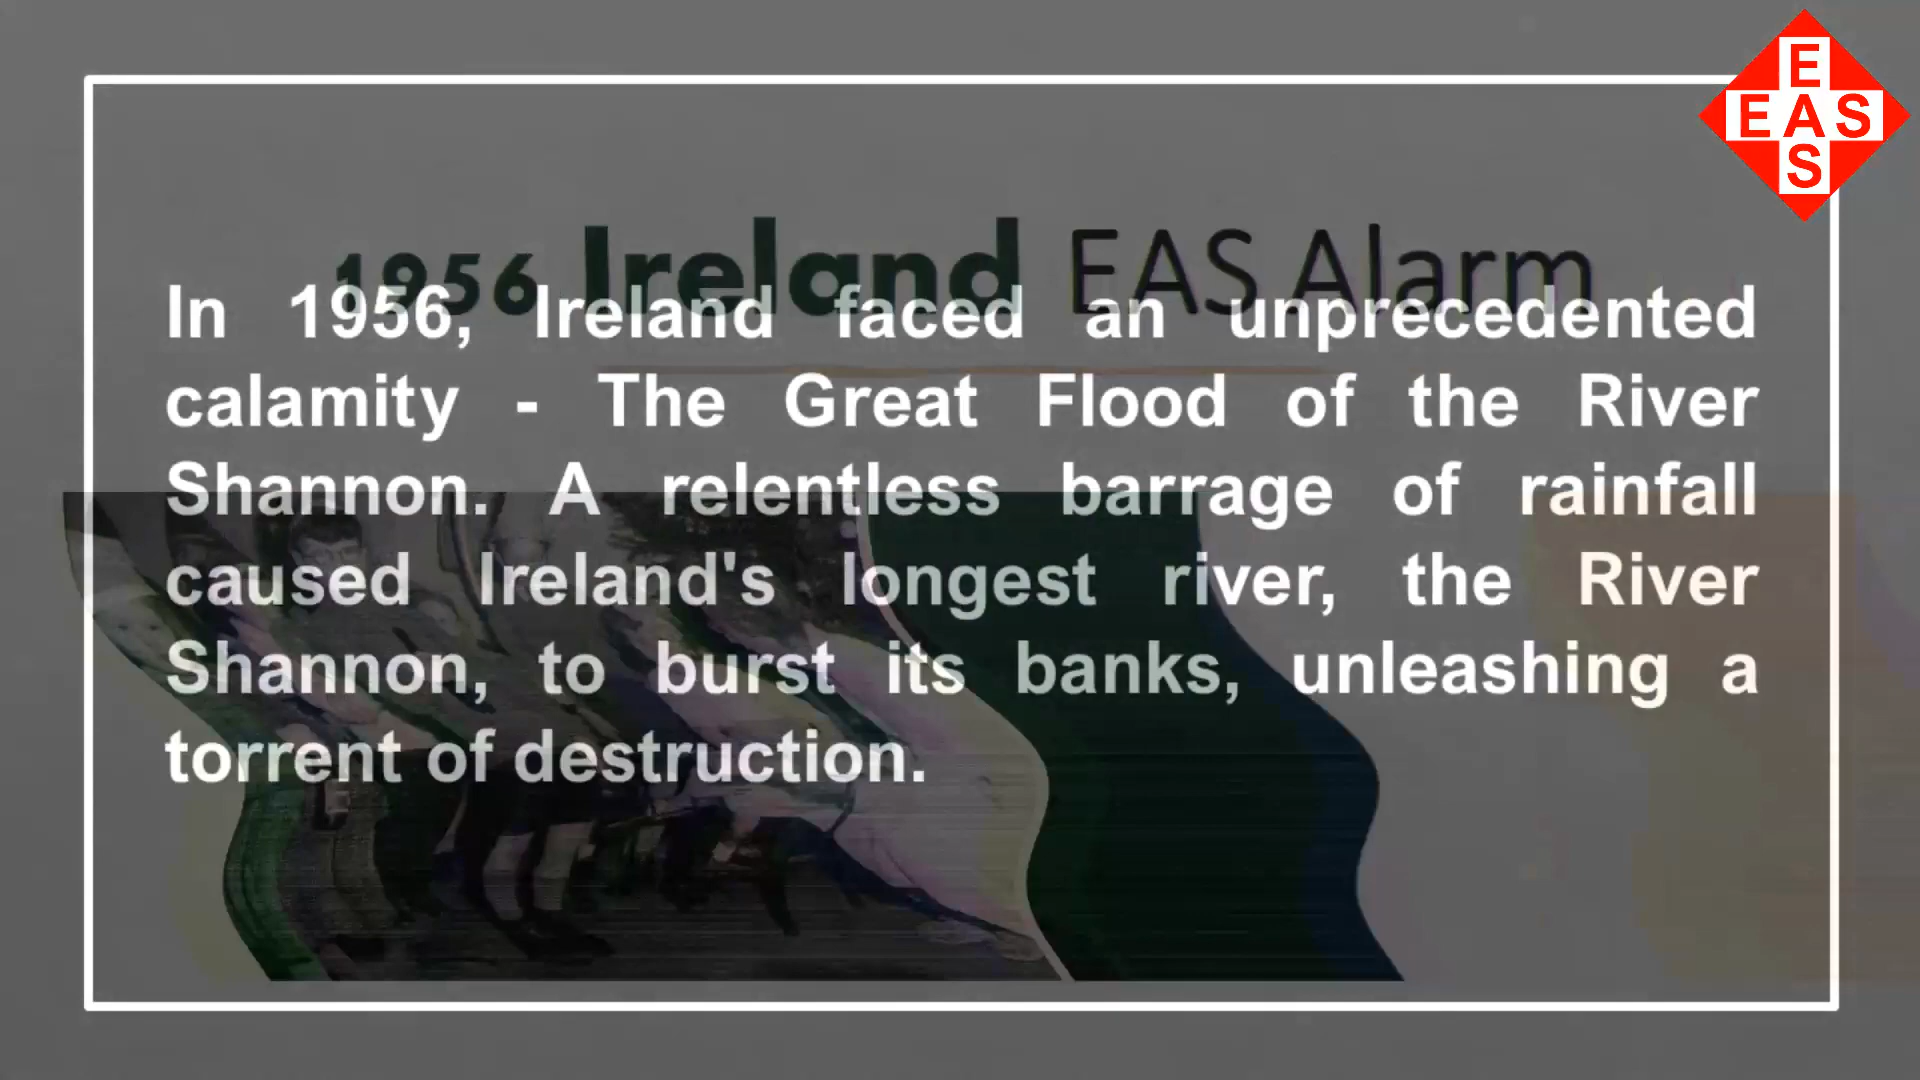 E
EAS
S
1956 Ireland EAS Alarm
In 1956, Ireland faced an unprecedented
calamity - The Great Flood of the River
Shannon. A relentless barrage of rainfall
caused Ireland's longest river, the River
Shannon, to burst its banks, unleashing a
torrent of destruction.